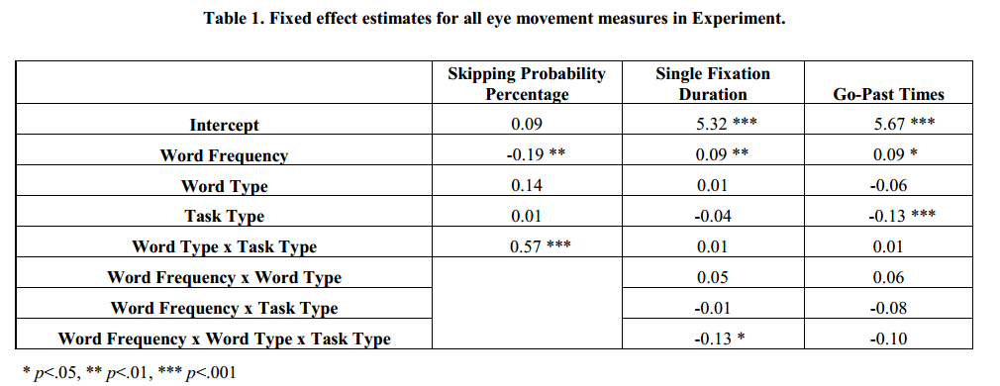 Table 1. Fixed effect estimates for all eye movement measures in Experiment.
Skipping Probability Percentage Single Fixation Duration Go-Past Times
Intercept 0.09 5.32 *** 5.67 ***
Word Frequency -0.19 ** 0.09 ** 0.09 *
Word Type 0.14 0.01 -0.06
Task Type 0.01 -0.04 -0.13 ***
Word Type x Task Type 0.57 *** 0.01 0.01
Word Frequency x Word Type 0.05 0.06
Word Frequency x Task Type -0.01 -0.08
Word Frequency x Word Type x Task Type -0.13 * -0.10
* p<.05, ** p<.01, *** p<.001